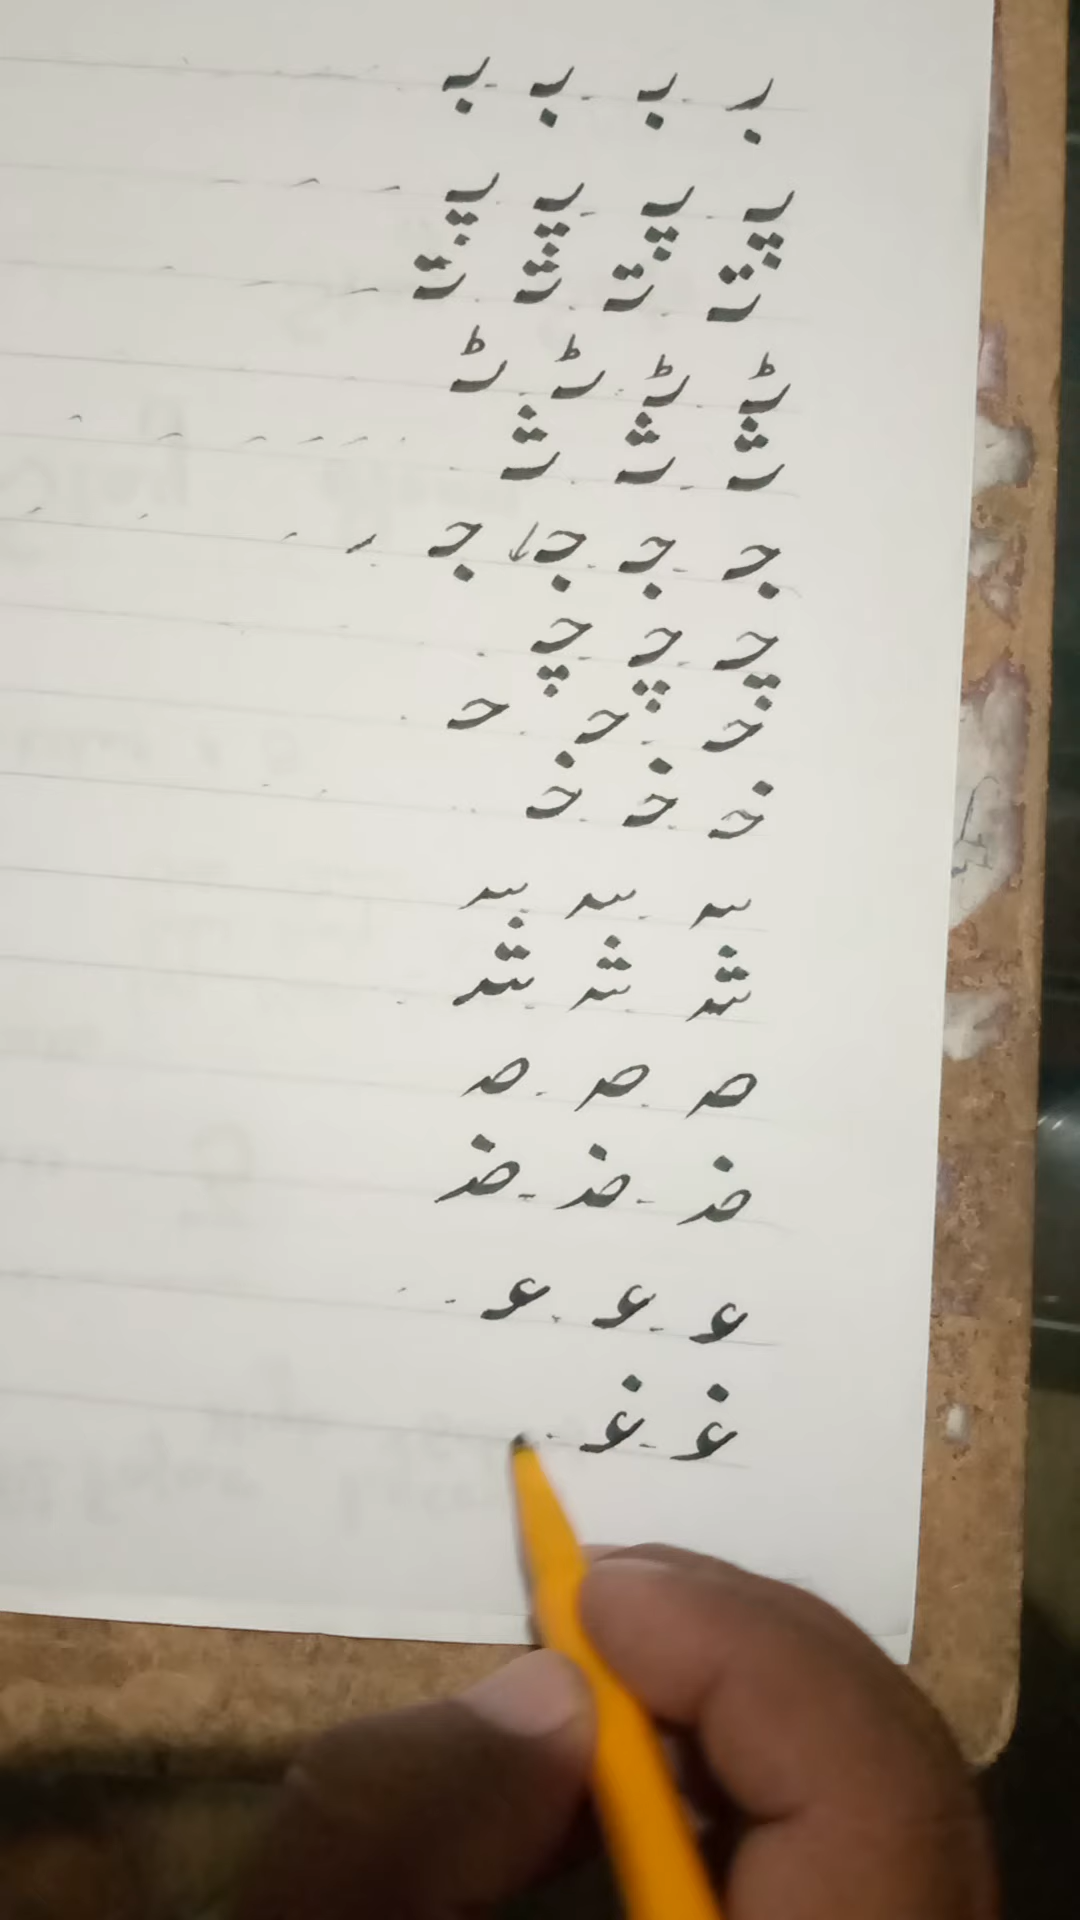 بـ بـ بـ بـ
پـ پـ پـ پـ
تـ تـ تـ تـ
ٹـ ٹـ ٹـ ٹـ
ثـ ثـ ثـ
جـ جـ جـ جـ
چـ چـ چـ
حـ حـ حـ
خـ خـ خـ
سـ سـ سـ
شـ شـ شـ
صـ صـ صـ
ضـ ضـ ضـ
عـ عـ عـ
غـ غـ